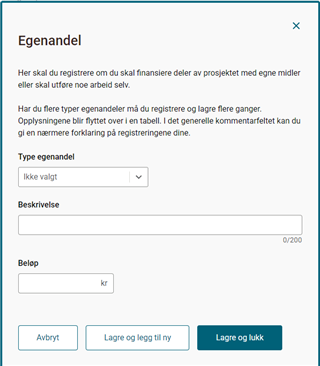 Egenandel
Her skal du registrere om du skal finansiere deler av prosjektet med egne midler
eller skal utføre noe arbeid selv.
Har du flere typer egenandeler må du registrere og lagre flere ganger.
Opplysningene blir flyttet over i en tabell. I det generelle kommentarfeltet kan du
gi en nærmere forklaring på registreringene dine.
Type egenandel
Ikke valgt
Beskrivelse
0/200
Beløp
kr
Avbryt
Lagre og legg til ny
Lagre og lukk